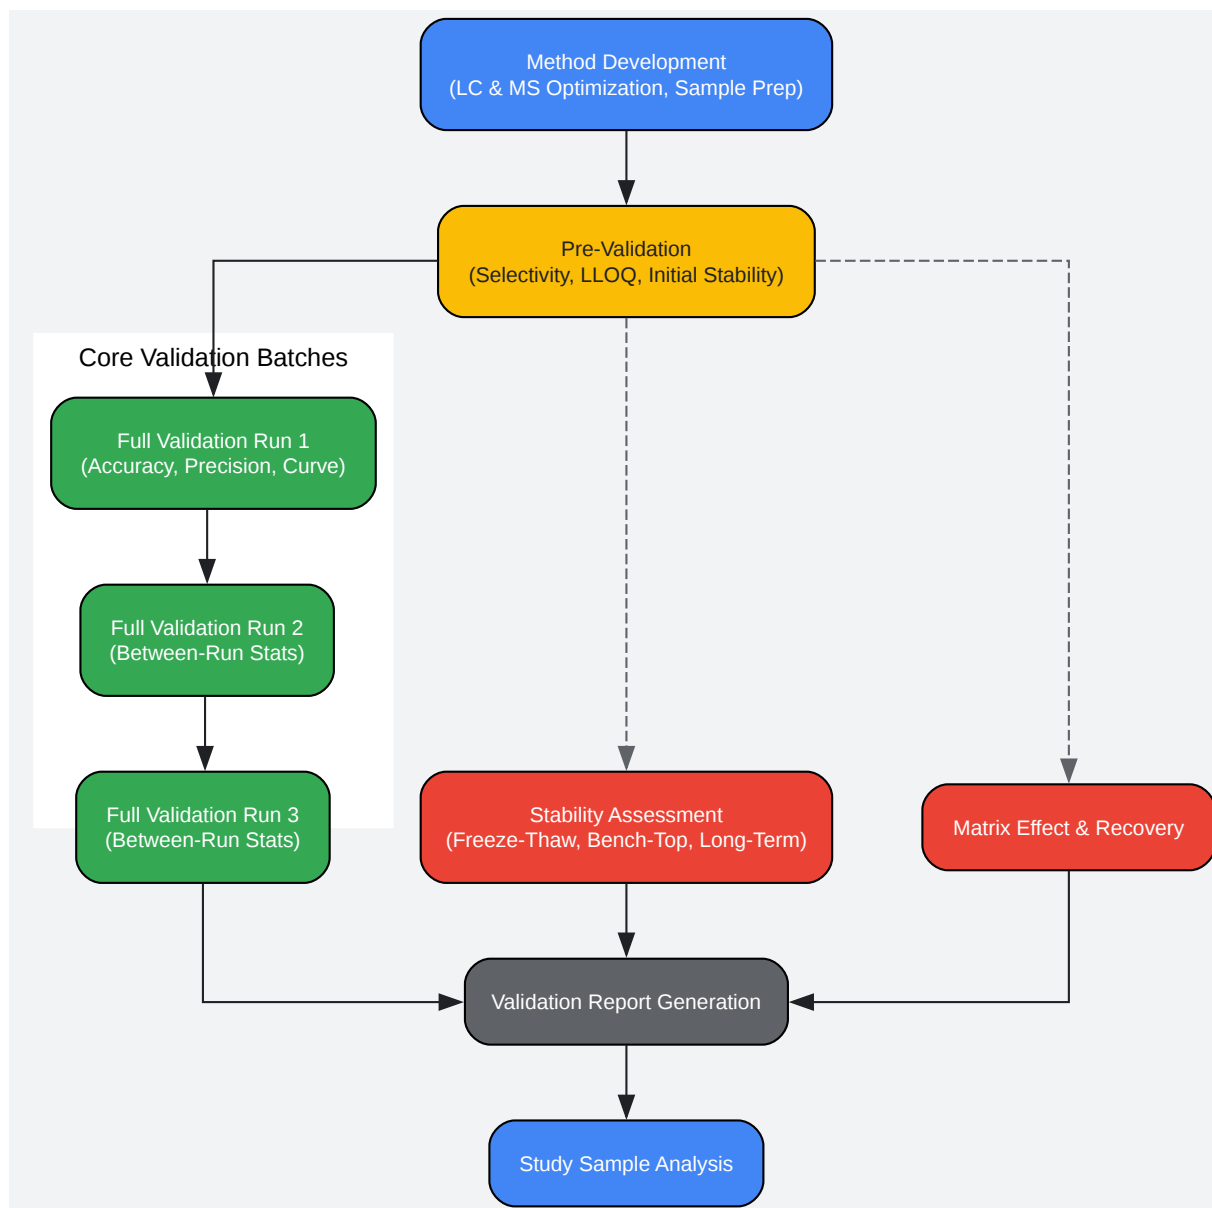 Method Development
(LC & MS Optimization, Sample Prep)
Pre-Validation
(Selectivity, LLOQ, Initial Stability)
Core Validation Batches
Full Validation Run 1
(Accuracy, Precision, Curve)
Full Validation Run 2
(Between-Run Stats)
Full Validation Run 3
(Between-Run Stats)
Stability Assessment
(Freeze-Thaw, Bench-Top, Long-Term)
Matrix Effect & Recovery
Validation Report Generation
Study Sample Analysis